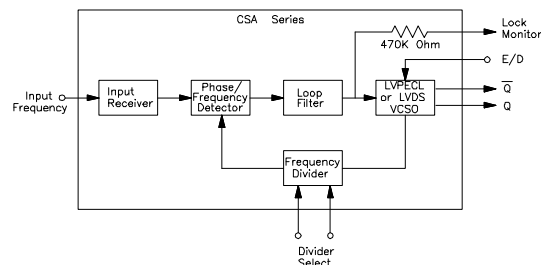 CSA Series
Lock
Monitor
470K Ohm
E/D
Input
Frequency
Input
Receiver
Phase/
Frequency
Detector
Loop
Filter
LVPECL
or LVDS
VCSO
Q̅
Q
Frequency
Divider
Divider
Select